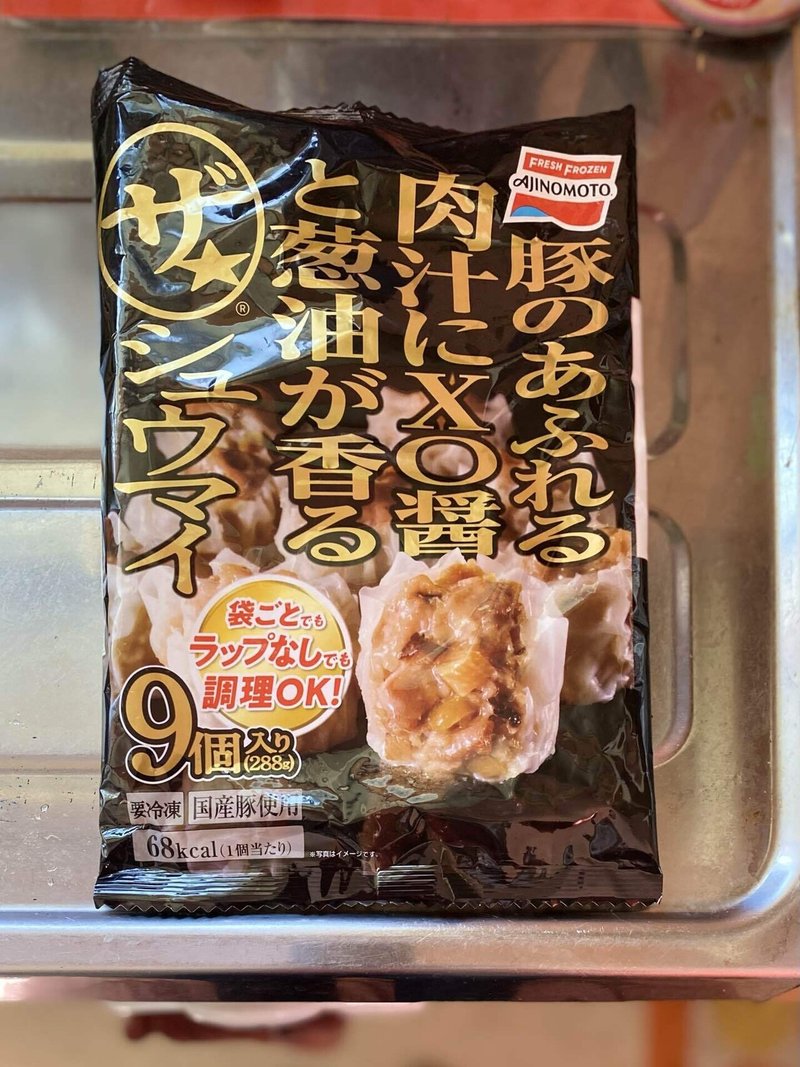 FRESH FROZEN
AJINOMOTO®
豚のあふれる
肉汁にXO醤
と葱油が香る
ザ★®
シュウマイ
袋ごとでも
ラップなしでも
調理OK!
9個入り(288g)
要冷凍 国産豚使用
68kcal(1個当たり)
※写真はイメージです。